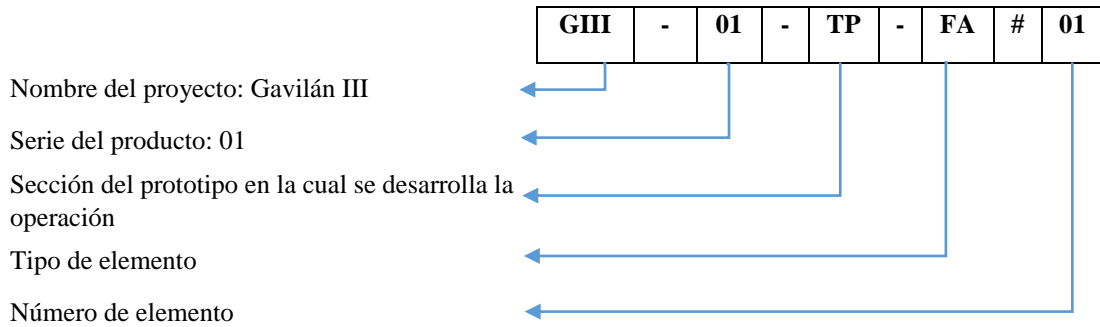 GIII - 01 - TP - FA # 01
Nombre del proyecto: Gavilán III
Serie del producto: 01
Sección del prototipo en la cual se desarrolla la
operación
Tipo de elemento
Número de elemento